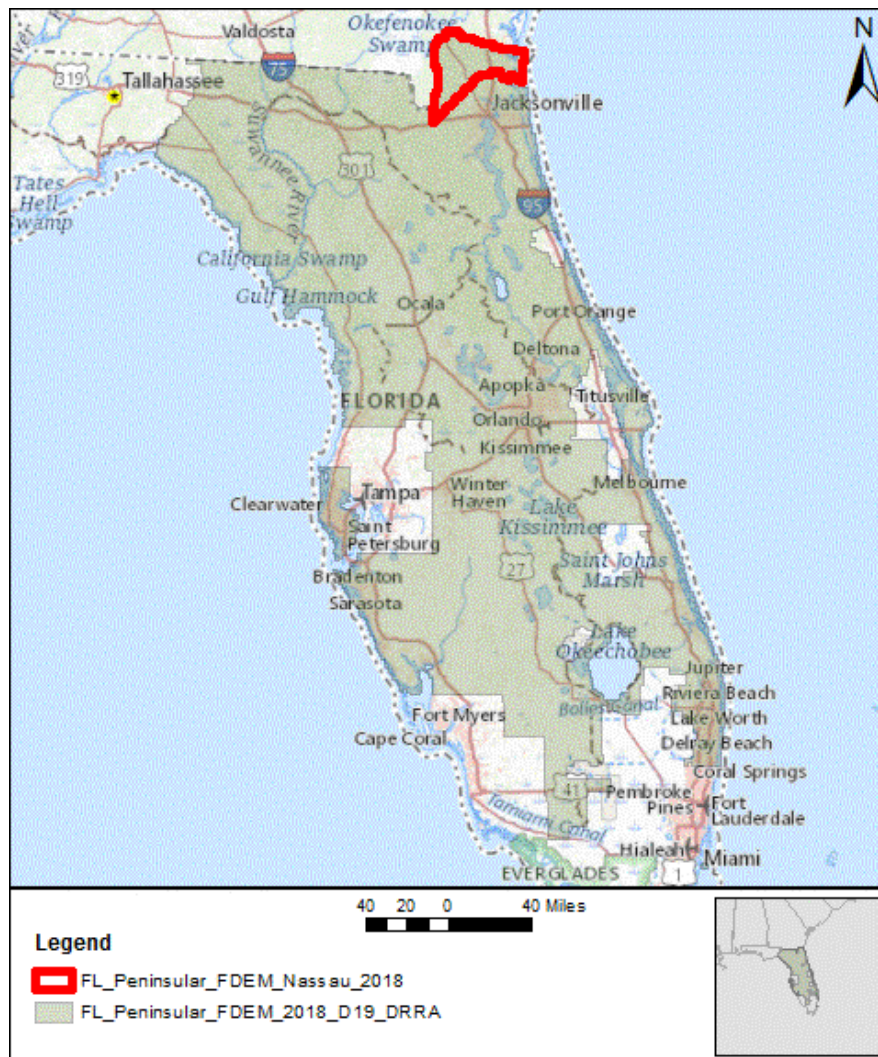 Okefenokee
Swamp
Valdosta
N
319
Tallahassee
75
Jacksonville
Suwannee River
301
Tates
Hell
Swamp
95
California Swamp
Gulf Hammock
Ocala
Port Orange
Deltona
Apopka
Titusville
FLORIDA
Orlando
Kissimmee
Melbourne
Clearwater
Tampa
Winter
Haven
Lake
Kissimmee
Saint
Petersburg
27
Saint Johns
Marsh
Bradenton
Sarasota
Lake
Okeechobee
Jupiter
Riviera Beach
Fort Myers
Lake Worth
Cape Coral
Delray Beach
Coral Springs
41
Pembroke
Pines
Fort
Lauderdale
Tamiami Canal
Hialeah
Miami
EVERGLADES
1
40 20 0 40 Miles
Legend
FL_Peninsular_FDEM_Nassau_2018
FL_Peninsular_FDEM_2018_D19_DRRA